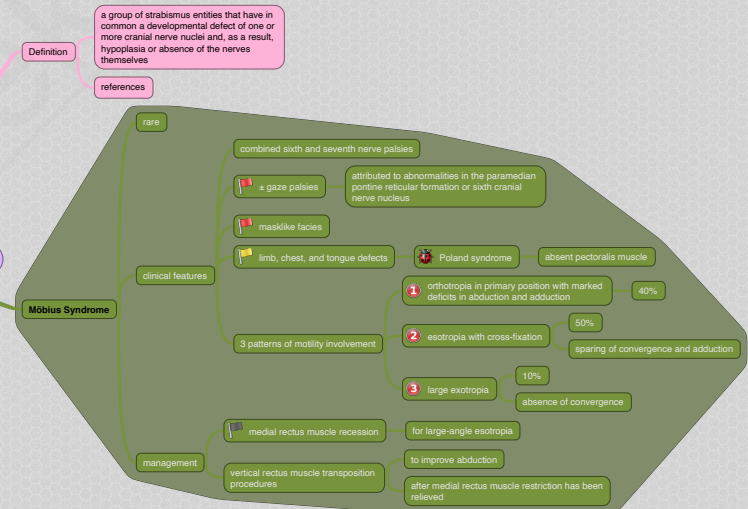 a group of strabismus entities that have in
common a developmental defect of one or
more cranial nerve nuclei and, as a result,
hypoplasia or absence of the nerves
themselves
Definition
references
rare
combined sixth and seventh nerve palsies
± gaze palsies
attributed to abnormalities in the paramedian
pontine reticular formation or sixth cranial
nerve nucleus
masklike facies
clinical features
limb, chest, and tongue defects
Poland syndrome
absent pectoralis muscle
Möbius Syndrome
3 patterns of motility involvement
1
orthotropia in primary position with marked
deficits in abduction and adduction
40%
2
esotropia with cross-fixation
50%
sparing of convergence and adduction
3
large exotropia
10%
absence of convergence
management
medial rectus muscle recession
for large-angle esotropia
vertical rectus muscle transposition
procedures
to improve abduction
after medial rectus muscle restriction has been
relieved